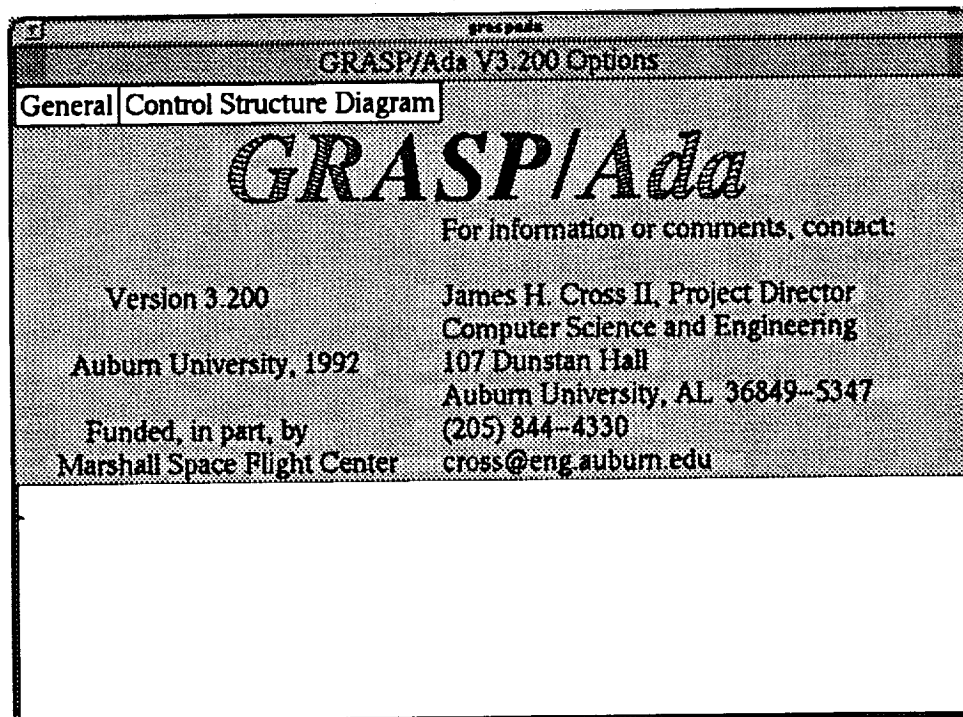 graspada
GRASP/Ada V3.200 Options
General Control Structure Diagram
GRASP/Ada
For information or comments, contact:
Version 3.200
James H. Cross II, Project Director
Computer Science and Engineering
Auburn University, 1992
107 Dunstan Hall
Auburn University, AL 36849--5347
Funded, in part, by
(205) 844--4330
Marshall Space Flight Center
cross@eng.auburn.edu